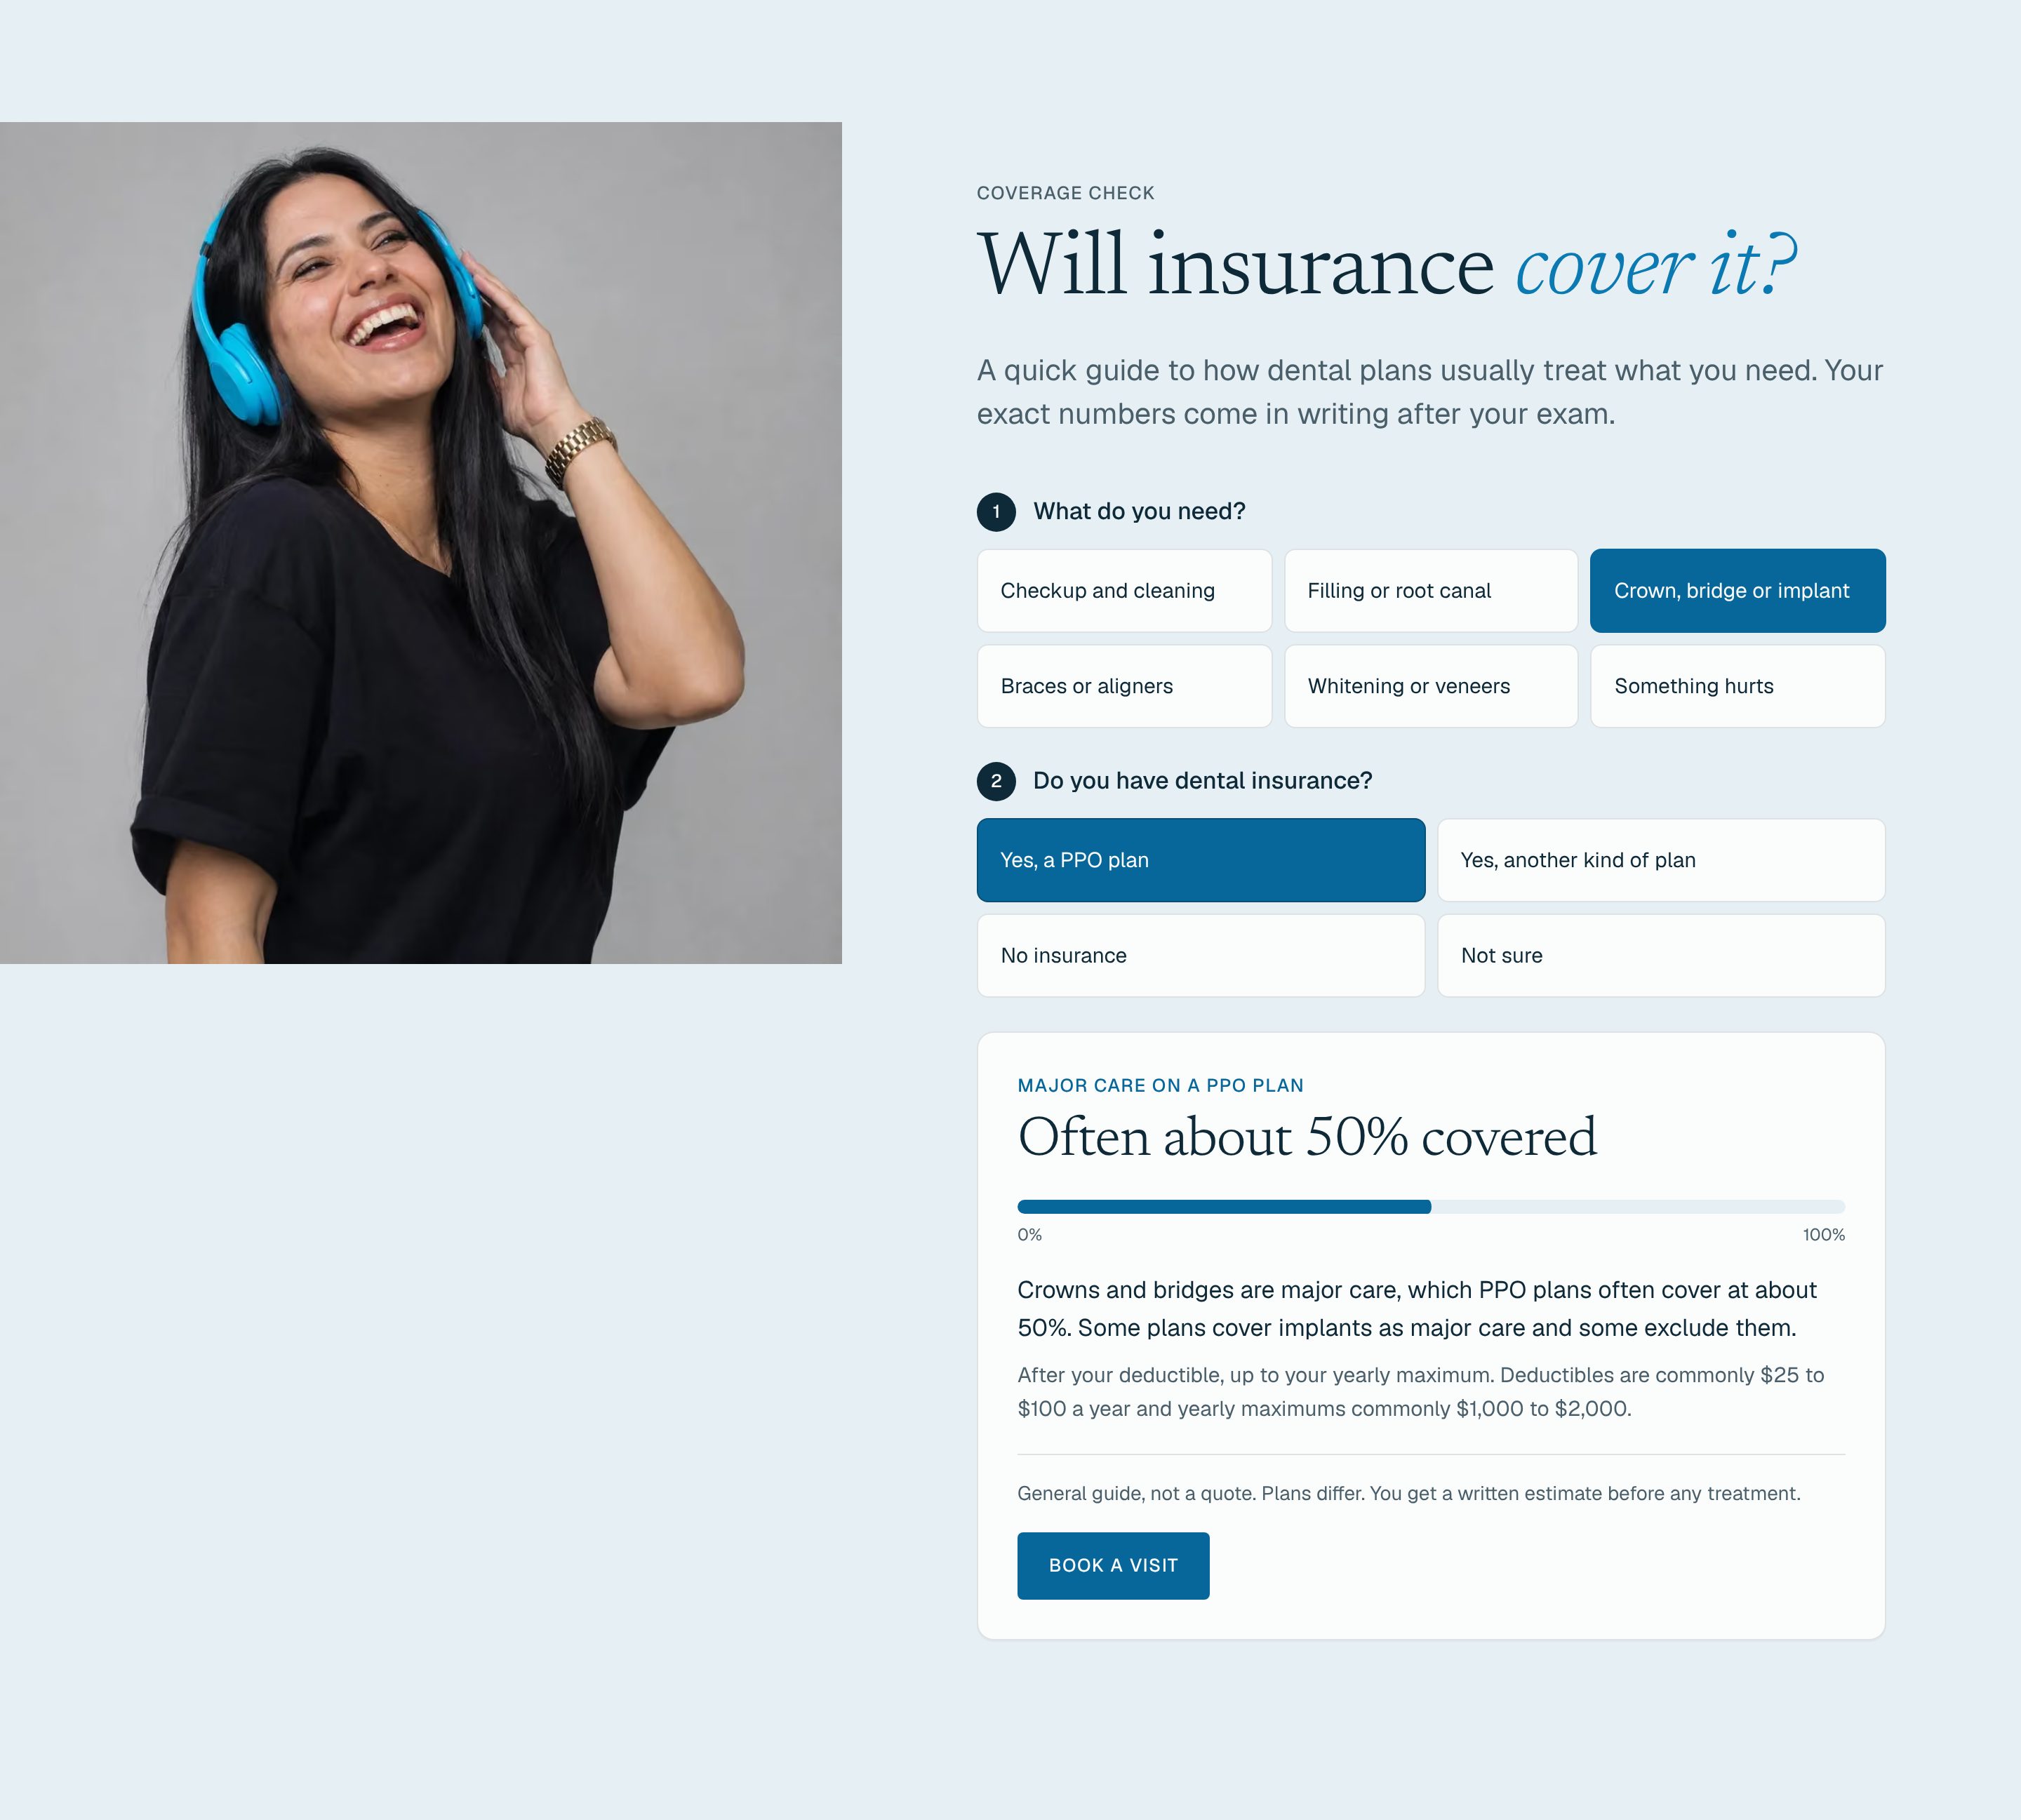 COVERAGE CHECK
Will insurance cover it?
A quick guide to how dental plans usually treat what you need. Your
exact numbers come in writing after your exam.
1 What do you need?
Checkup and cleaning
Filling or root canal
Crown, bridge or implant
Braces or aligners
Whitening or veneers
Something hurts
2 Do you have dental insurance?
Yes, a PPO plan
Yes, another kind of plan
No insurance
Not sure
MAJOR CARE ON A PPO PLAN
Often about 50% covered
0%
100%
Crowns and bridges are major care, which PPO plans often cover at about
50%. Some plans cover implants as major care and some exclude them.
After your deductible, up to your yearly maximum. Deductibles are commonly $25 to
$100 a year and yearly maximums commonly $1,000 to $2,000.
General guide, not a quote. Plans differ. You get a written estimate before any treatment.
BOOK A VISIT